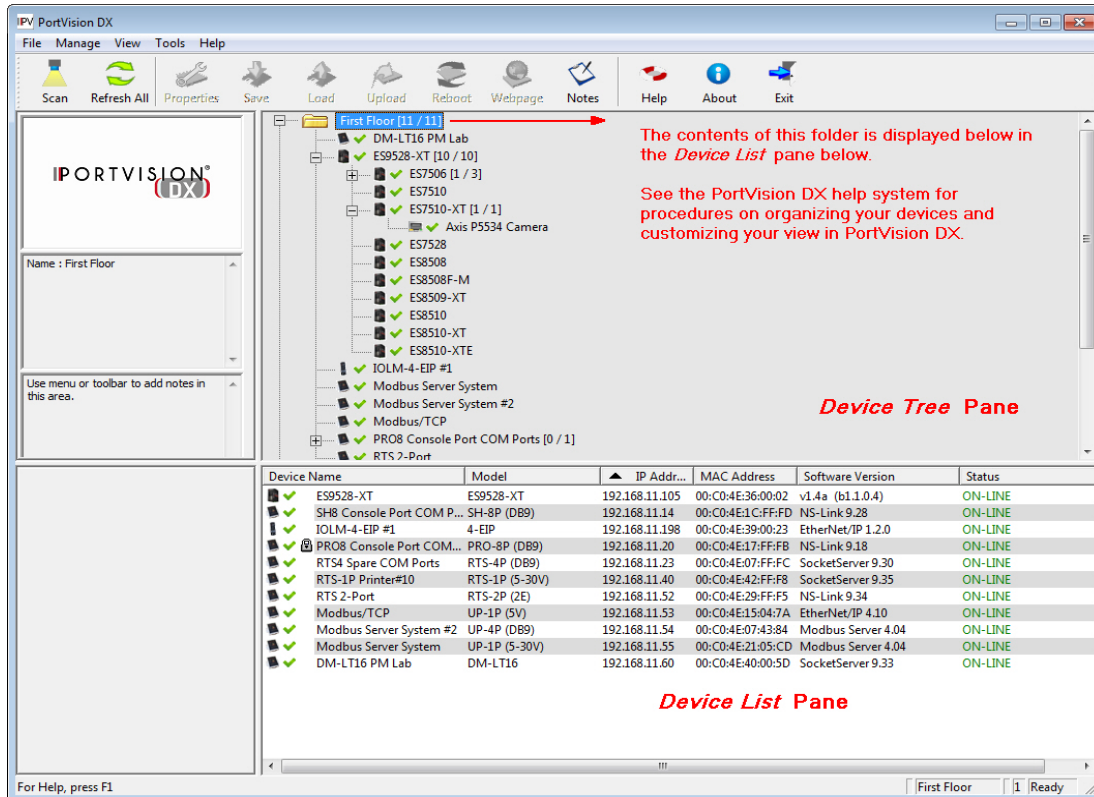 PortVision DX
File Manage View Tools Help
Scan Refresh All Properties Save Load Upload Reboot Webpage Notes Help About Exit
PORTVISION®
DX
Name : First Floor
Use menu or toolbar to add notes in
this area.
First Floor [11 / 11]
DM-LT16 PM Lab
ES9528-XT [10 / 10]
ES7506 [1 / 3]
ES7510
ES7510-XT [1 / 1]
Axis P5534 Camera
ES7528
ES8508
ES8508F-M
ES8509-XT
ES8510
ES8510-XT
ES8510-XTE
IOLM-4-EIP #1
Modbus Server System
Modbus Server System #2
Modbus/TCP
PRO8 Console Port COM Ports [0 / 1]
RTS 2-Port
The contents of this folder is displayed below in
the Device List pane below.
See the PortVision DX help system for
procedures on organizing your devices and
customizing your view in PortVision DX.
Device Tree Pane
Device Name Model IP Addr... MAC Address Software Version Status
ES9528-XT ES9528-XT 192.168.11.105 00:C0:4E:36:00:02 v1.4a (b1.1.0.4) ON-LINE
SH8 Console Port COM P... SH-8P (DB9) 192.168.11.14 00:C0:4E:1C:FF:FD NS-Link 9.28 ON-LINE
IOLM-4-EIP #1 4-EIP 192.168.11.198 00:C0:4E:39:00:23 EtherNet/IP 1.2.0 ON-LINE
PRO8 Console Port COM... PRO-8P (DB9) 192.168.11.20 00:C0:4E:17:FF:FB NS-Link 9.18 ON-LINE
RTS4 Spare COM Ports RTS-4P (DB9) 192.168.11.23 00:C0:4E:07:FF:FC SocketServer 9.30 ON-LINE
RTS-1P Printer#10 RTS-1P (5-30V) 192.168.11.40 00:C0:4E:42:FF:F8 SocketServer 9.35 ON-LINE
RTS 2-Port RTS-2P (2E) 192.168.11.52 00:C0:4E:29:FF:F5 NS-Link 9.34 ON-LINE
Modbus/TCP UP-1P (5V) 192.168.11.53 00:C0:4E:15:04:7A EtherNet/IP 4.10 ON-LINE
Modbus Server System #2 UP-4P (DB9) 192.168.11.54 00:C0:4E:07:43:84 Modbus Server 4.04 ON-LINE
Modbus Server System UP-1P (5-30V) 192.168.11.55 00:C0:4E:21:05:CD Modbus Server 4.04 ON-LINE
DM-LT16 PM Lab DM-LT16 192.168.11.60 00:C0:4E:40:00:5D SocketServer 9.33 ON-LINE
Device List Pane
For Help, press F1
First Floor 1 Ready